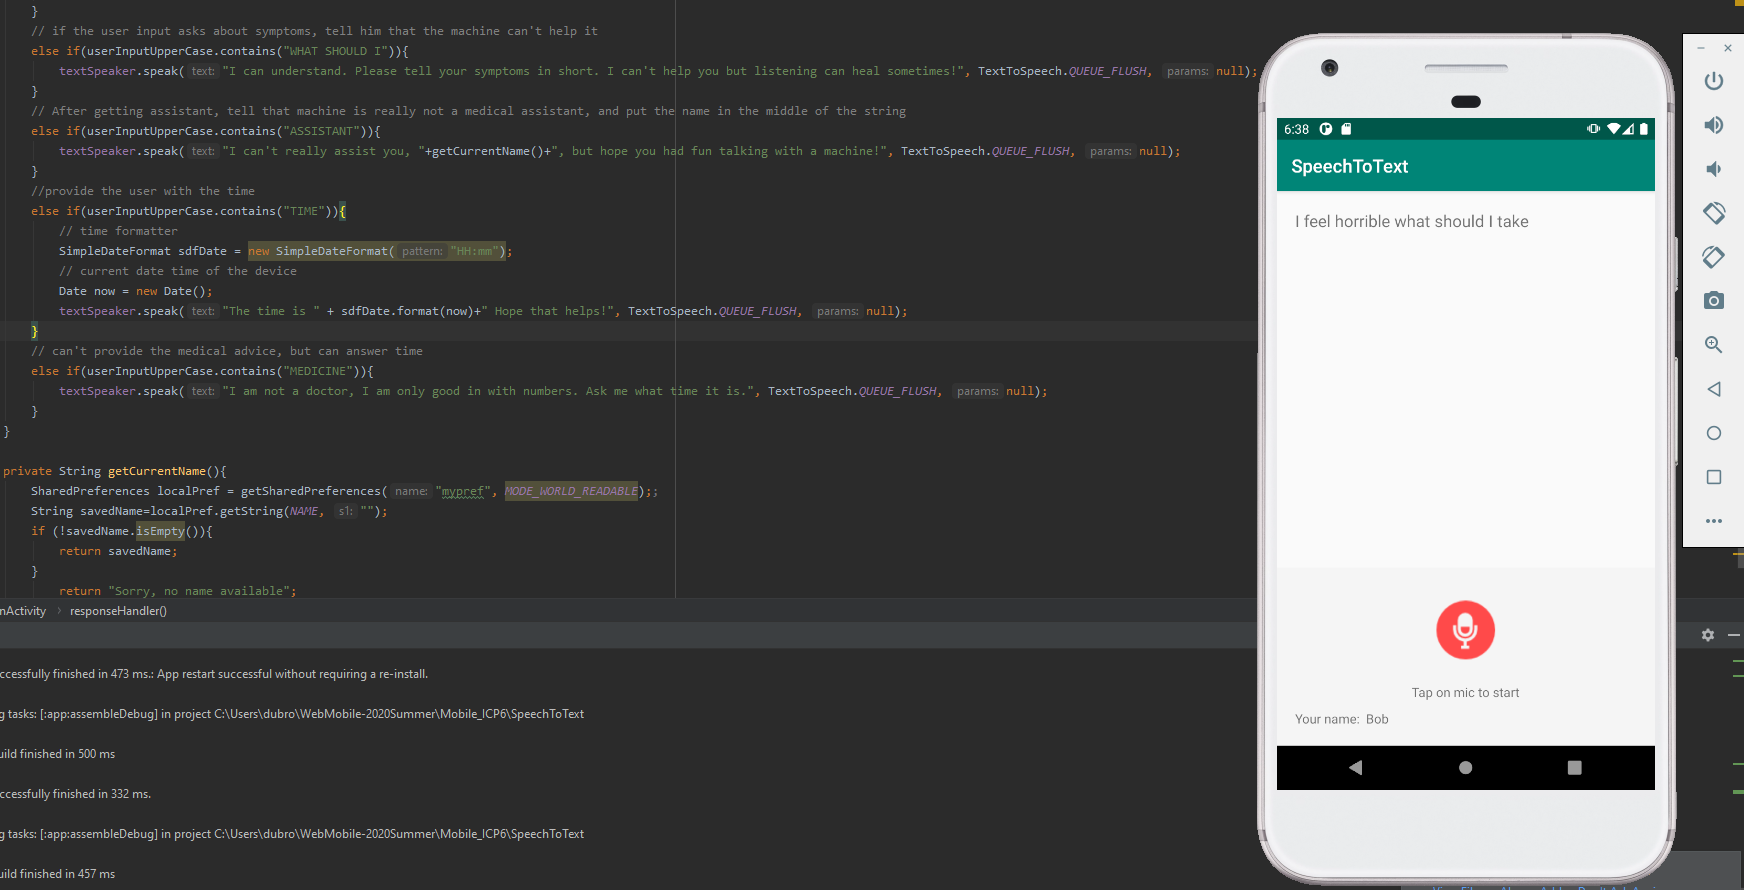 }
// if the user input asks about symptoms, tell him that the machine can't help it
else if(userInputUpperCase.contains("WHAT SHOULD I")){
textSpeaker.speak( text: "I can understand. Please tell your symptoms in short. I can't help you but listening can heal sometimes!", TextToSpeech.QUEUE_FLUSH, params: null);
}
// After getting assistant, tell that machine is really not a medical assistant, and put the name in the middle of the string
else if(userInputUpperCase.contains("ASSISTANT")){
textSpeaker.speak( text: "I can't really assist you, "+getCurrentName()+", but hope you had fun talking with a machine!", TextToSpeech.QUEUE_FLUSH, params: null);
}
//provide the user with the time
else if(userInputUpperCase.contains("TIME")){
// time formatter
SimpleDateFormat sdfDate = new SimpleDateFormat( pattern: "HH:mm");
// current date time of the device
Date now = new Date();
textSpeaker.speak( text: "The time is " + sdfDate.format(now)+" Hope that helps!", TextToSpeech.QUEUE_FLUSH, params: null);
}
// can't provide the medical advice, but can answer time
else if(userInputUpperCase.contains("MEDICINE")){
textSpeaker.speak( text: "I am not a doctor, I am only good in with numbers. Ask me what time it is.", TextToSpeech.QUEUE_FLUSH, params: null);
}
}
private String getCurrentName(){
SharedPreferences localPref = getSharedPreferences( name: "mypref", MODE_WORLD_READABLE);;
String savedName=localPref.getString(NAME, s1: "");
if (!savedName.isEmpty()){
return savedName;
}
return "Sorry, no name available";
nActivity > responseHandler()
ccessfully finished in 473 ms.: App restart successful without requiring a re-install.
g tasks: [:app:assembleDebug] in project C:\Users\dubro\WebMobile-2020Summer\Mobile_ICP6\SpeechToText
uild finished in 500 ms
ccessfully finished in 332 ms.
g tasks: [:app:assembleDebug] in project C:\Users\dubro\WebMobile-2020Summer\Mobile_ICP6\SpeechToText
uild finished in 457 ms
6:38
SpeechToText
I feel horrible what should I take
Tap on mic to start
Your name: Bob